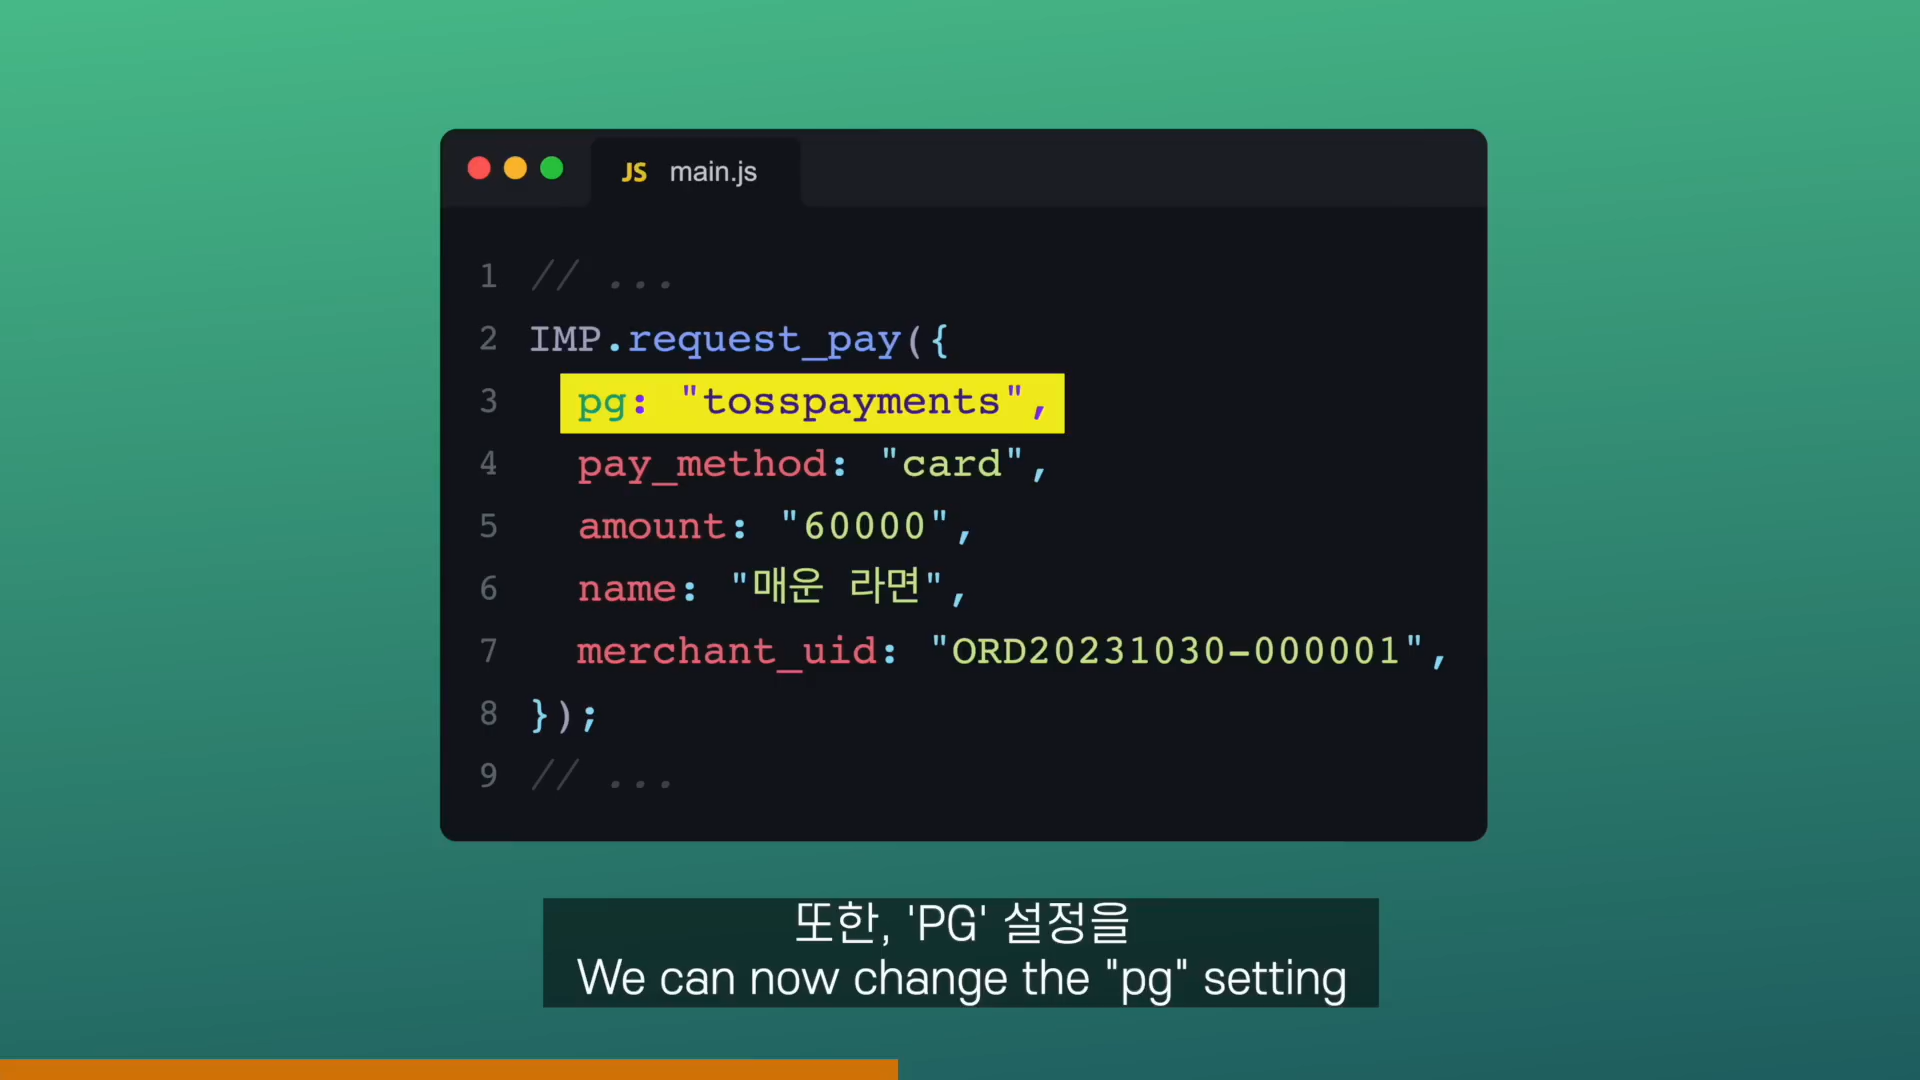 JS main.js
1 // ...
2 IMP.request_pay({
3 pg: "tosspayments",
4 pay_method: "card",
5 amount: "60000",
6 name: "매운 라면",
7 merchant_uid: "ORD20231030-000001",
8 });
9 // ...
또한, 'PG' 설정을
We can now change the "pg" setting